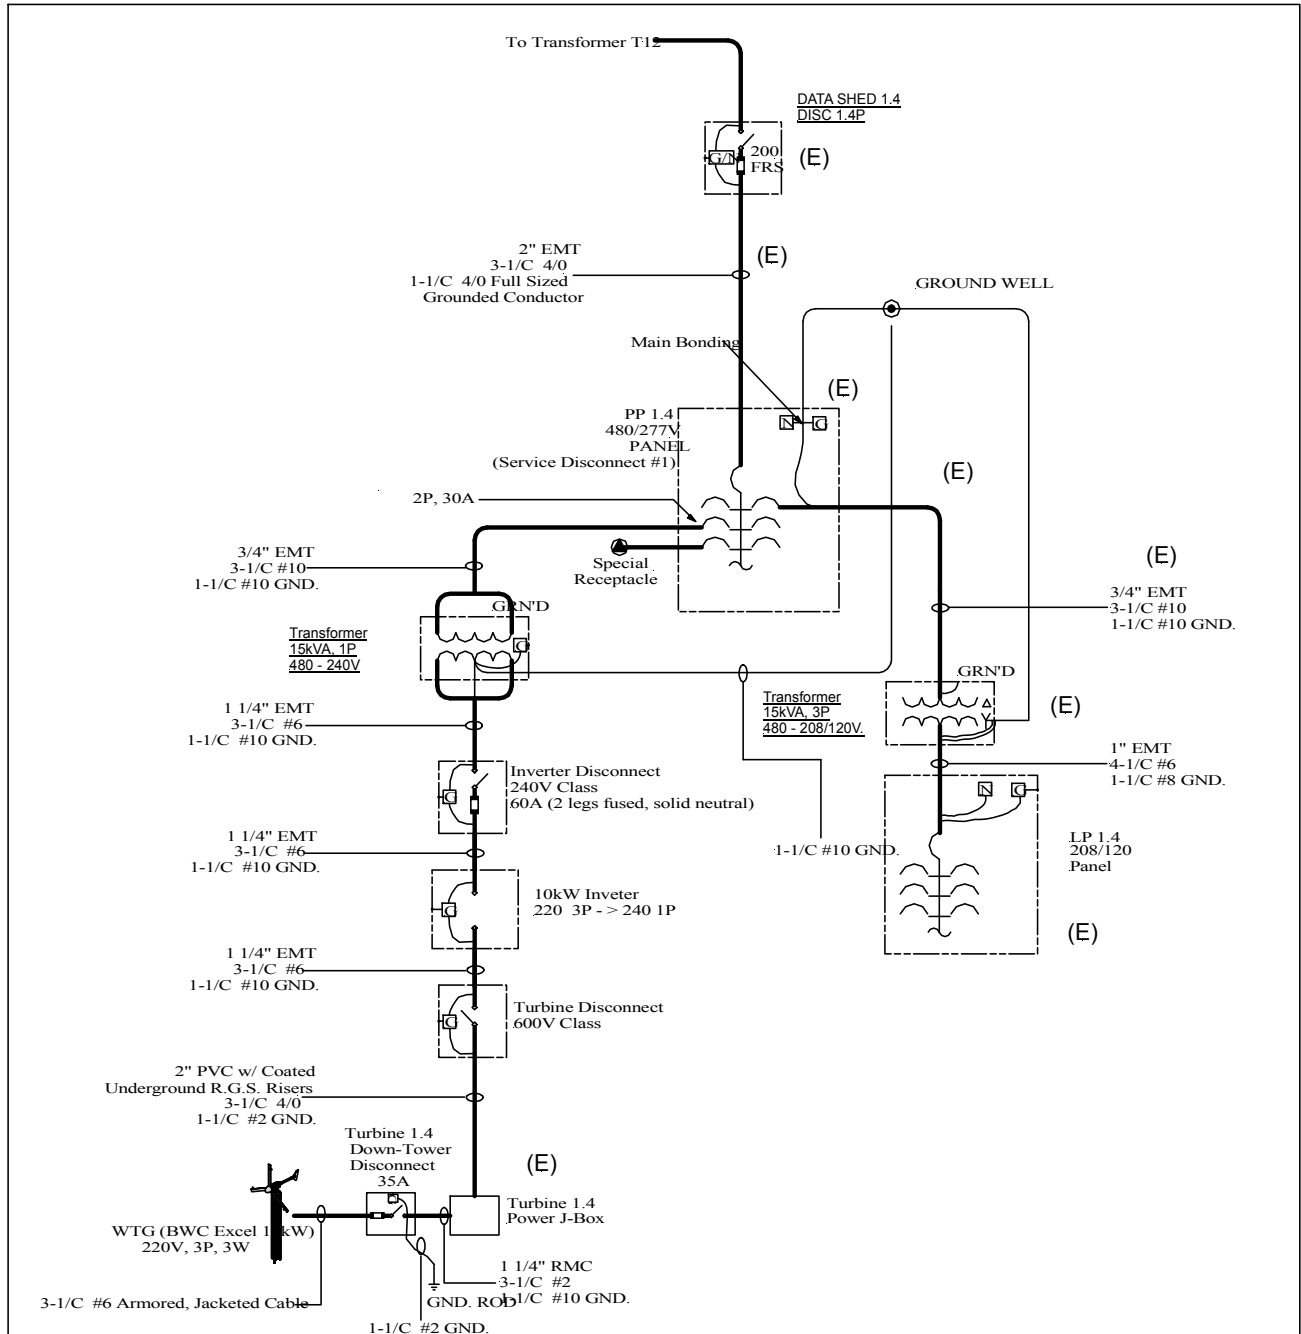 To Transformer T12
DATA SHED 1.4
DISC 1.4P
G/N
200
FRS
(E)
2" EMT
3-1/C 4/0
1-1/C 4/0 Full Sized
Grounded Conductor
(E)
GROUND WELL
Main Bonding
(E)
PP 1.4
480/277V
PANEL
(Service Disconnect #1)
N
G
(E)
2P, 30A
Special
Receptacle
3/4" EMT
3-1/C #10
1-1/C #10 GND.
(E)
3/4" EMT
3-1/C #10
1-1/C #10 GND.
GRN'D
G
Transformer
15kVA, 1P
480 - 240V
GRN'D
Δ
Y
(E)
Transformer
15kVA, 3P
480 - 208/120V.
1 1/4" EMT
3-1/C #6
1-1/C #10 GND.
1" EMT
4-1/C #6
1-1/C #8 GND.
G
Inverter Disconnect
240V Class
60A (2 legs fused, solid neutral)
N
G
1 1/4" EMT
3-1/C #6
1-1/C #10 GND.
1-1/C #10 GND.
LP 1.4
208/120
Panel
(E)
G
10kW Inveter
220 3P - > 240 1P
1 1/4" EMT
3-1/C #6
1-1/C #10 GND.
G
Turbine Disconnect
600V Class
2" PVC w/ Coated
Underground R.G.S. Risers
3-1/C 4/0
1-1/C #2 GND.
Turbine 1.4
Down-Tower
Disconnect
35A
(E)
Turbine 1.4
Power J-Box
WTG (BWC Excel 1 kW)
220V, 3P, 3W
1 1/4" RMC
3-1/C #2
1-1/C #10 GND.
GND. ROD
3-1/C #6 Armored, Jacketed Cable
1-1/C #2 GND.